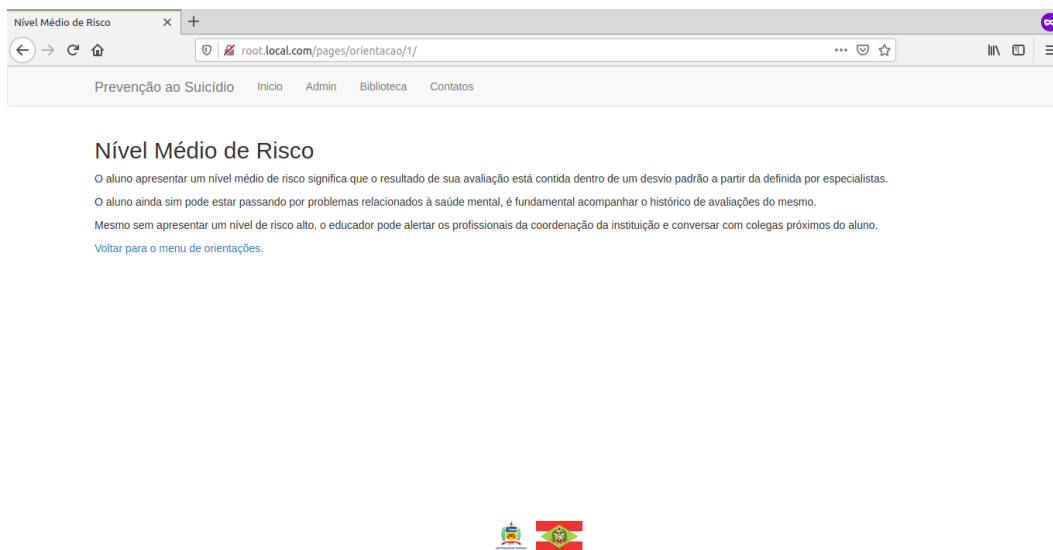 Nível Médio de Risco
root.local.com/pages/orientacao/1/
Prevenção ao Suicídio Inicio Admin Biblioteca Contatos
Nível Médio de Risco
O aluno apresentar um nível médio de risco significa que o resultado de sua avaliação está contida dentro de um desvio padrão a partir da definida por especialistas.
O aluno ainda sim pode estar passando por problemas relacionados à saúde mental, é fundamental acompanhar o histórico de avaliações do mesmo.
Mesmo sem apresentar um nível de risco alto, o educador pode alertar os profissionais da coordenação da instituição e conversar com colegas próximos do aluno.
Voltar para o menu de orientações.